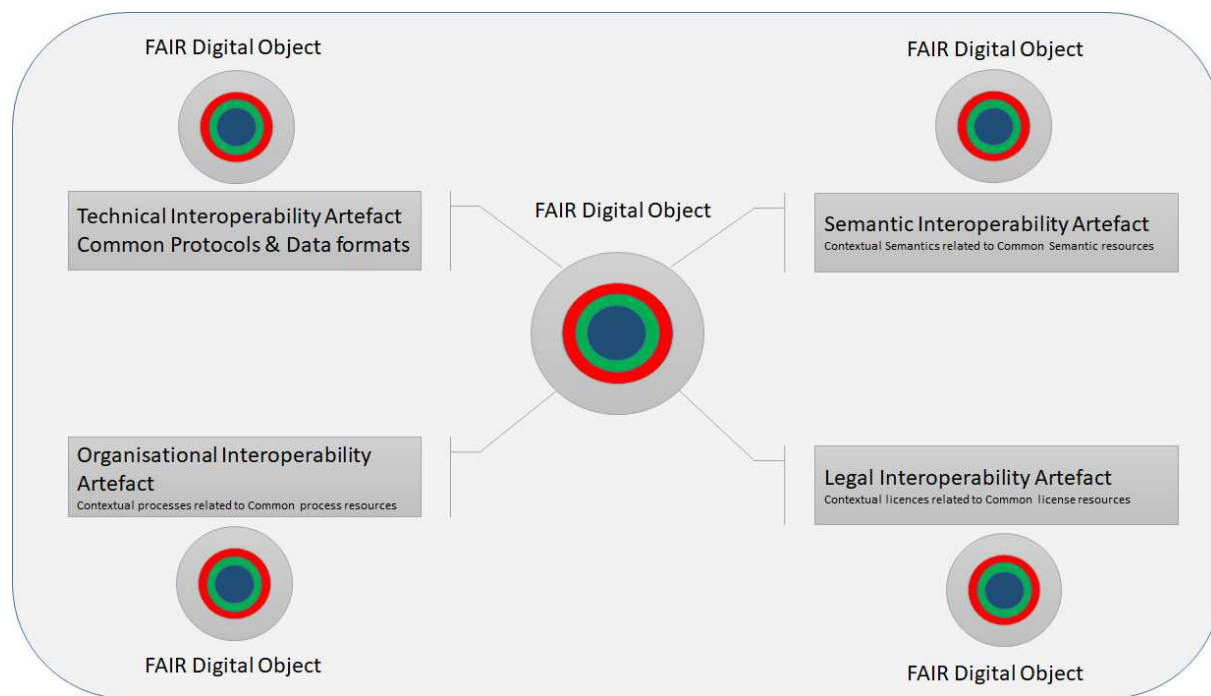 FAIR Digital Object
FAIR Digital Object
Technical Interoperability Artefact
Common Protocols & Data formats
FAIR Digital Object
Semantic Interoperability Artefact
Contextual Semantics related to Common Semantic resources
Organisational Interoperability
Artefact
Contextual processes related to Common process resources
Legal Interoperability Artefact
Contextual licences related to Common license resources
FAIR Digital Object
FAIR Digital Object